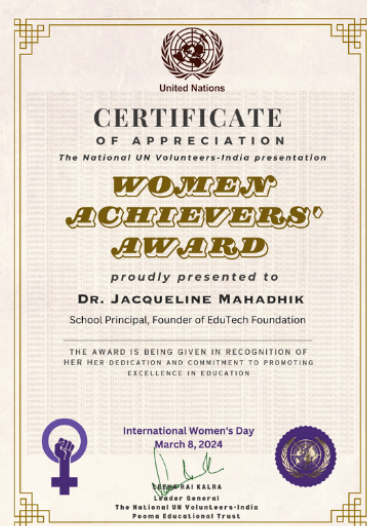 United Nations
CERTIFICATE
OF APPRECIATION
The National UN Volunteers-India presentation
WOMEN
ACHIEVERS'
AWARD
proudly presented to
DR. JACQUELINE MAHADHIK
School Principal, Founder of EduTech Foundation
THE AWARD IS BEING GIVEN IN RECOGNITION OF
HER HER DEDICATION AND COMMITMENT TO PROMOTING
EXCELLENCE IN EDUCATION
International Women's Day
March 8, 2024
RAI KALRA
Leader General
The National UN Volunteers-India
Pooma Educational Trust